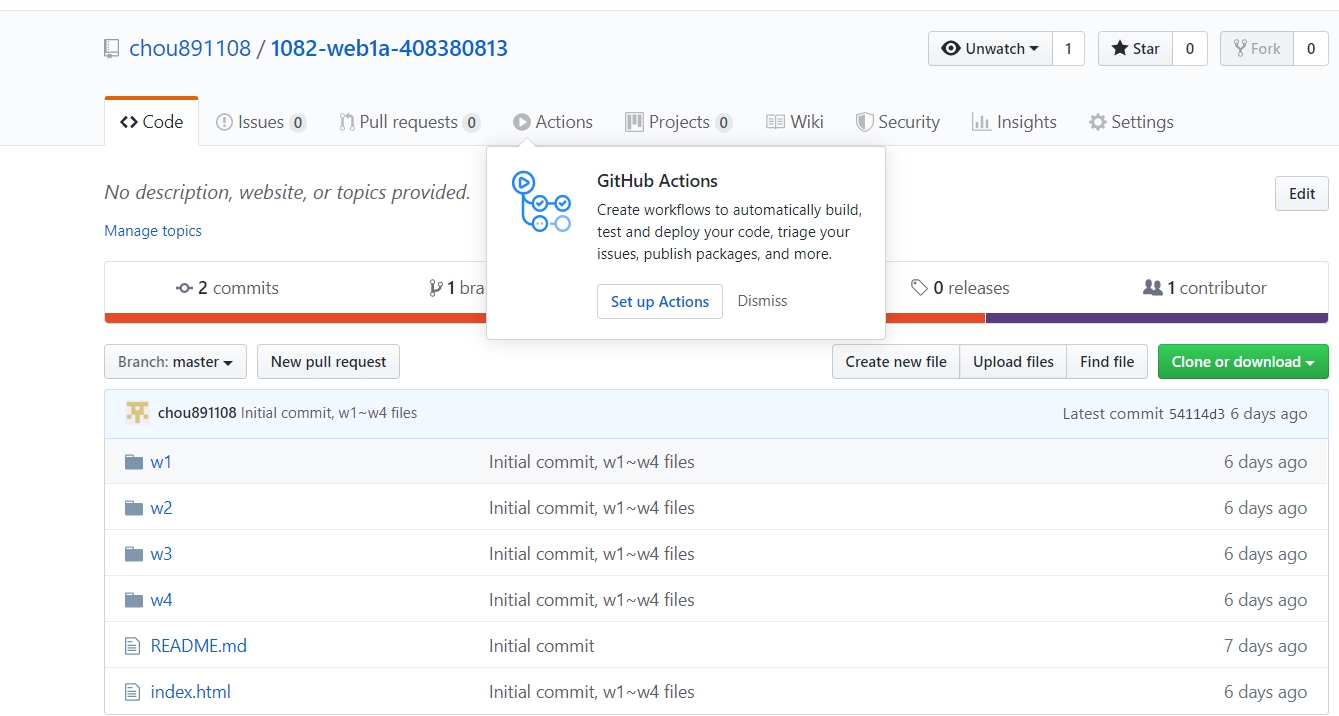 chou891108 / 1082-web1a-408380813 Unwatch 1 Star 0 Fork 0
Code Issues 0 Pull requests 0 Actions Projects 0 Wiki Security Insights Settings
No description, website, or topics provided. Edit
Manage topics
GitHub Actions
Create workflows to automatically build,
test and deploy your code, triage your
issues, publish packages, and more.
Set up Actions Dismiss
2 commits 1 bra 0 releases 1 contributor
Branch: master New pull request Create new file Upload files Find file Clone or download
chou891108 Initial commit, w1~w4 files Latest commit 54114d3 6 days ago
w1 Initial commit, w1~w4 files 6 days ago
w2 Initial commit, w1~w4 files 6 days ago
w3 Initial commit, w1~w4 files 6 days ago
w4 Initial commit, w1~w4 files 6 days ago
README.md Initial commit 7 days ago
index.html Initial commit, w1~w4 files 6 days ago